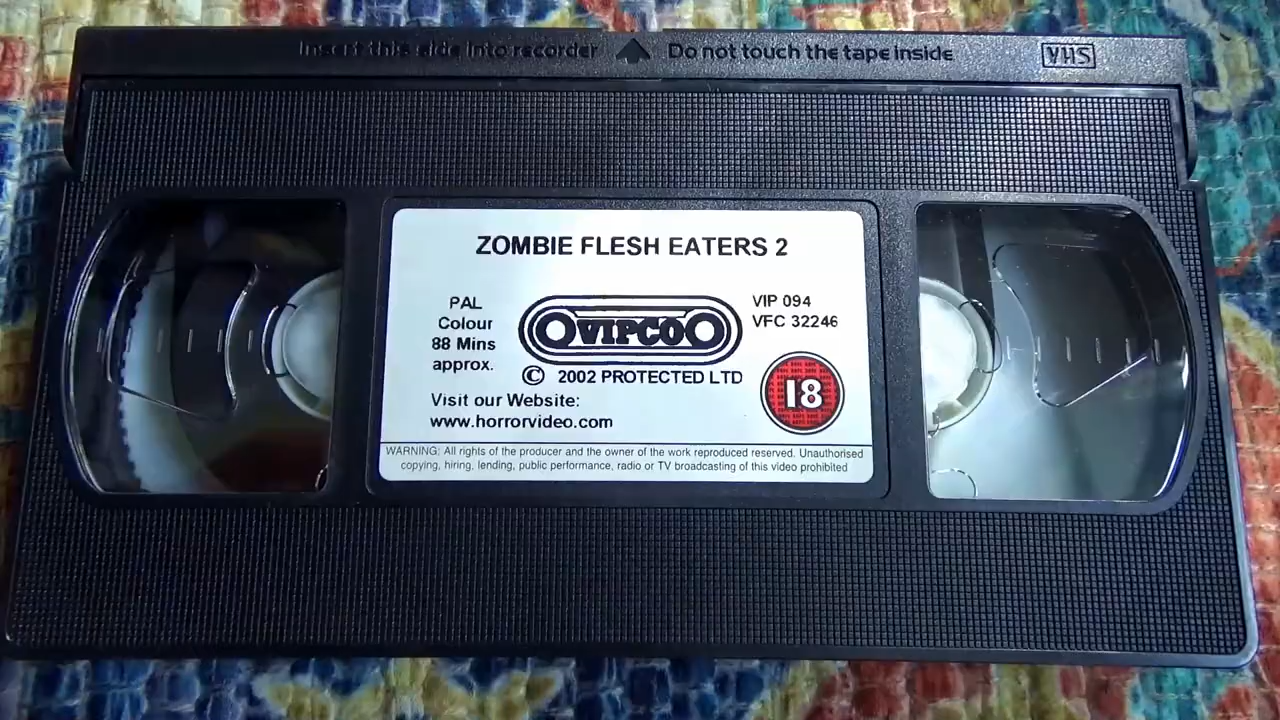 Insert this side into recorder Do not touch the tape inside VHS
ZOMBIE FLESH EATERS 2
PAL
Colour
88 Mins
approx.
VIPCO
VIP 094
VFC 32246
© 2002 PROTECTED LTD
18
Visit our Website:
www.horrorvideo.com
WARNING: All rights of the producer and the owner of the work reproduced reserved. Unauthorised
copying, hiring, lending, public performance, radio or TV broadcasting of this video prohibited